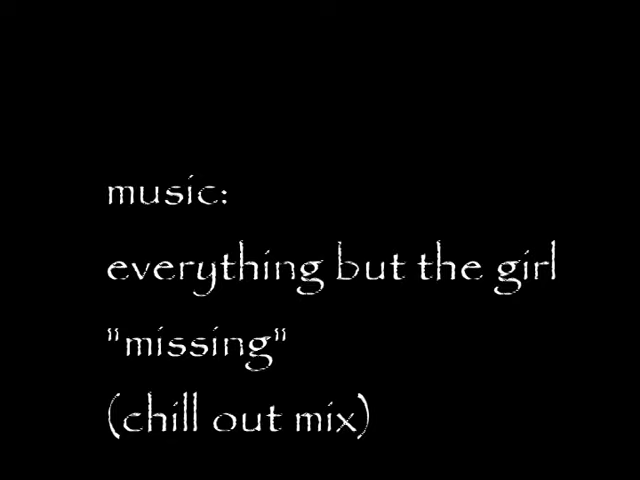 music:
everything but the girl
"missing"
(chill out mix)